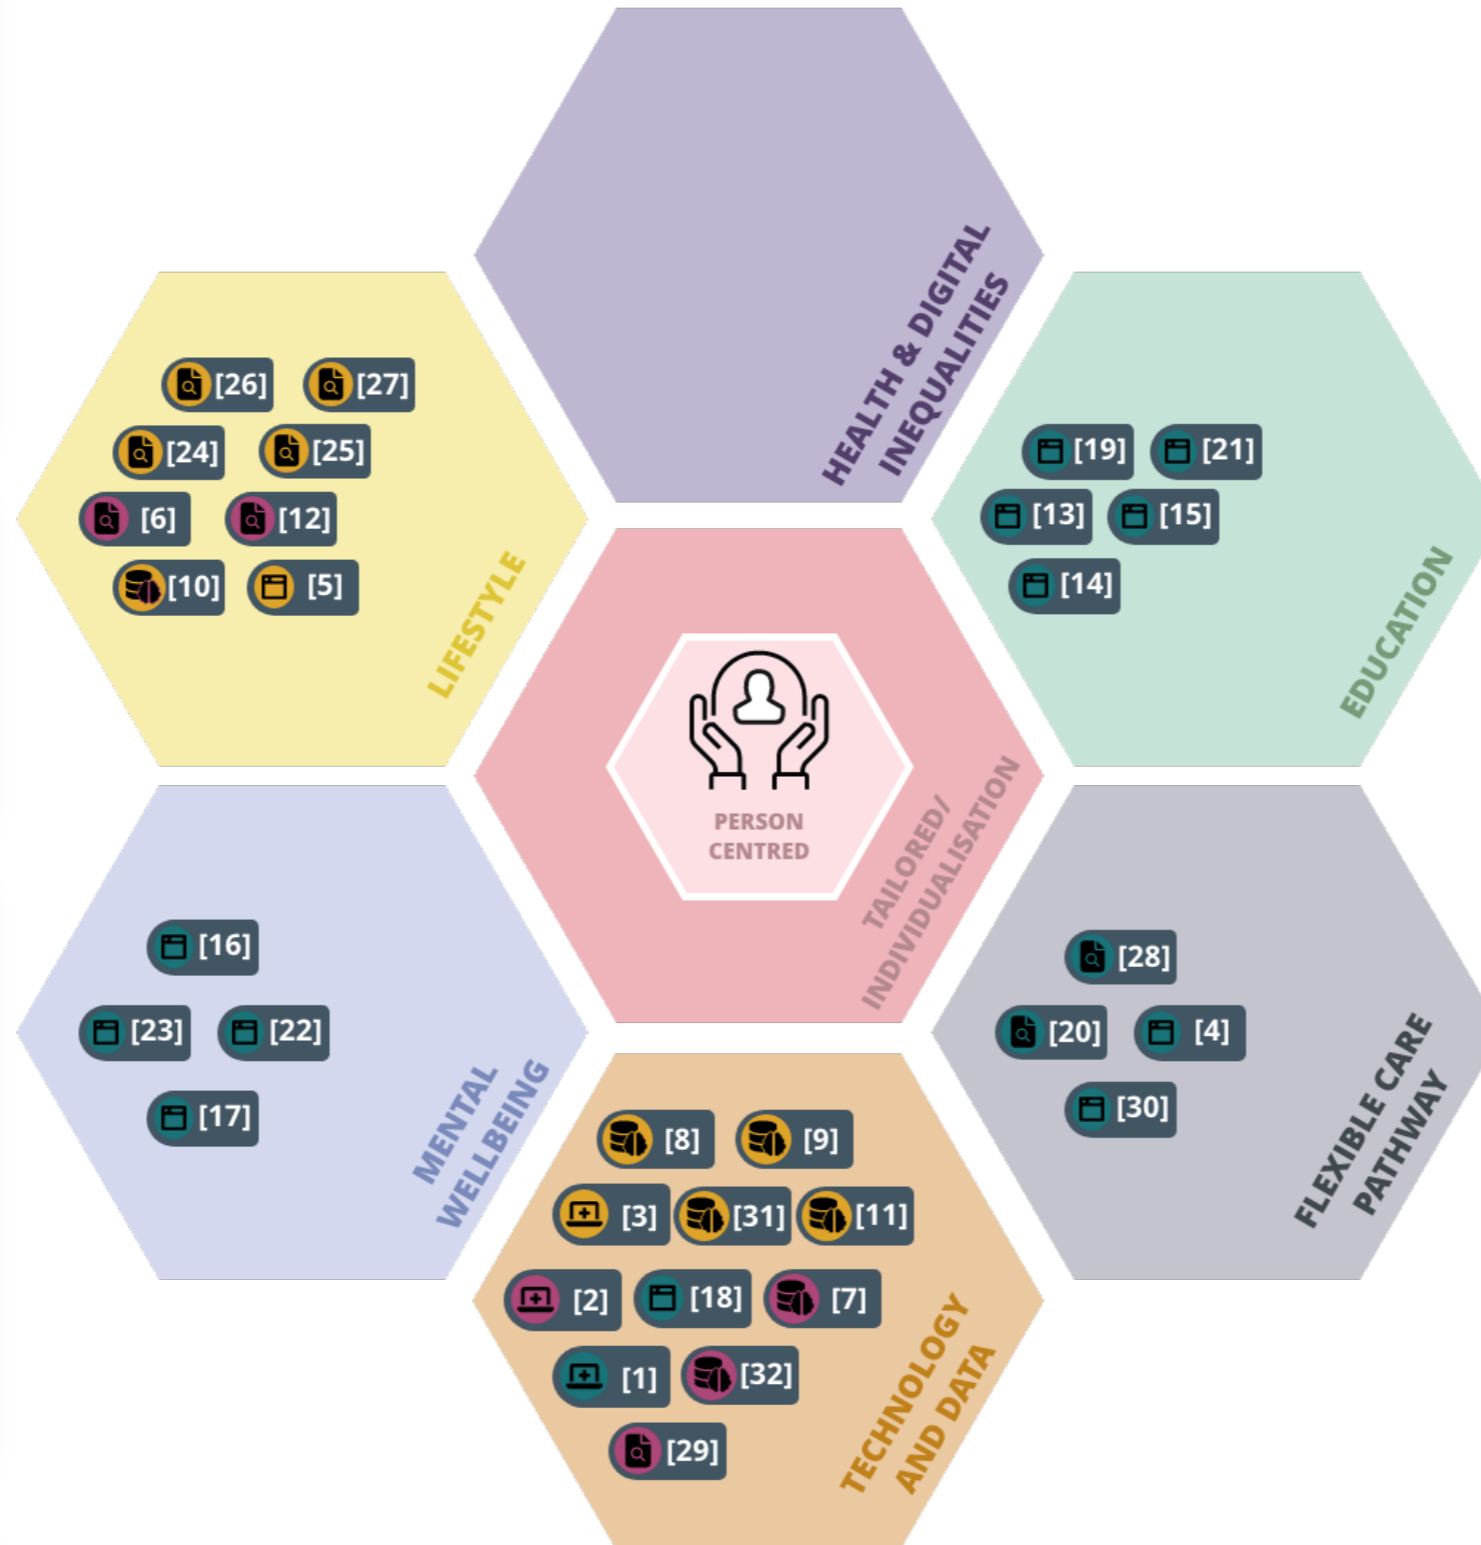 HEALTH & DIGITAL
INEQUALITIES
[26] [27]
[24] [25]
[6] [12]
[10] [5]
LIFESTYLE
[19] [21]
[13] [15]
[14]
EDUCATION
PERSON
CENTRED
TAILORED/
INDIVIDUALISATION
[16]
[23] [22]
[17]
MENTAL
WELLBEING
[28]
[20] [4]
[30]
FLEXIBLE CARE
PATHWAY
[8] [9]
[3] [31] [11]
[2] [18] [7]
[1] [32]
[29]
TECHNOLOGY
AND DATA